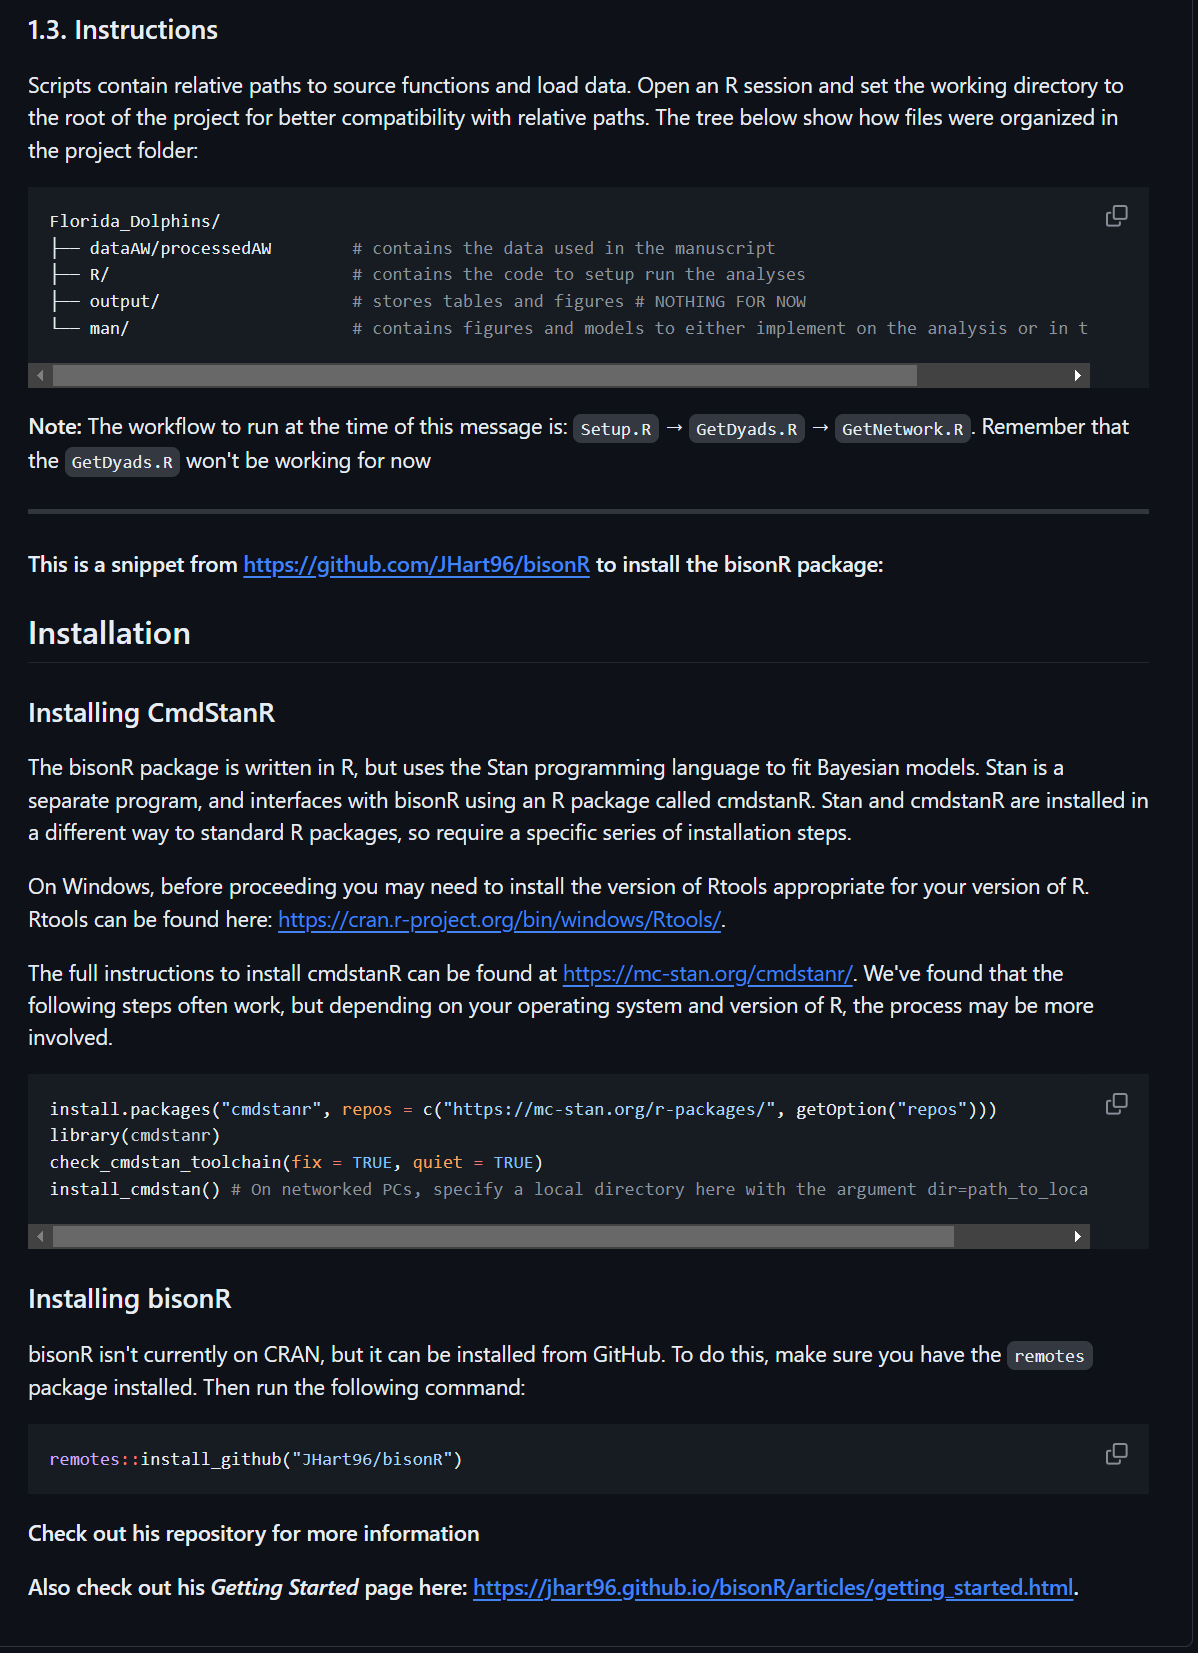 1.3. Instructions
Scripts contain relative paths to source functions and load data. Open an R session and set the working directory to
the root of the project for better compatibility with relative paths. The tree below show how files were organized in
the project folder:
Florida_Dolphins/
├── dataAW/processedAW        # contains the data used in the manuscript
├── R/                        # contains the code to setup run the analyses
├── output/                   # stores tables and figures # NOTHING FOR NOW
└── man/                      # contains figures and models to either implement on the analysis or in t
Note: The workflow to run at the time of this message is: Setup.R → GetDyads.R → GetNetwork.R. Remember that
the GetDyads.R won't be working for now
This is a snippet from https://github.com/JHart96/bisonR to install the bisonR package:
Installation
Installing CmdStanR
The bisonR package is written in R, but uses the Stan programming language to fit Bayesian models. Stan is a
separate program, and interfaces with bisonR using an R package called cmdstanR. Stan and cmdstanR are installed in
a different way to standard R packages, so require a specific series of installation steps.
On Windows, before proceeding you may need to install the version of Rtools appropriate for your version of R.
Rtools can be found here: https://cran.r-project.org/bin/windows/Rtools/.
The full instructions to install cmdstanR can be found at https://mc-stan.org/cmdstanr/. We've found that the
following steps often work, but depending on your operating system and version of R, the process may be more
involved.
install.packages("cmdstanr", repos = c("https://mc-stan.org/r-packages/", getOption("repos")))
library(cmdstanr)
check_cmdstan_toolchain(fix = TRUE, quiet = TRUE)
install_cmdstan() # On networked PCs, specify a local directory here with the argument dir=path_to_loca
Installing bisonR
bisonR isn't currently on CRAN, but it can be installed from GitHub. To do this, make sure you have the remotes
package installed. Then run the following command:
remotes::install_github("JHart96/bisonR")
Check out his repository for more information
Also check out his Getting Started page here: https://jhart96.github.io/bisonR/articles/getting_started.html.